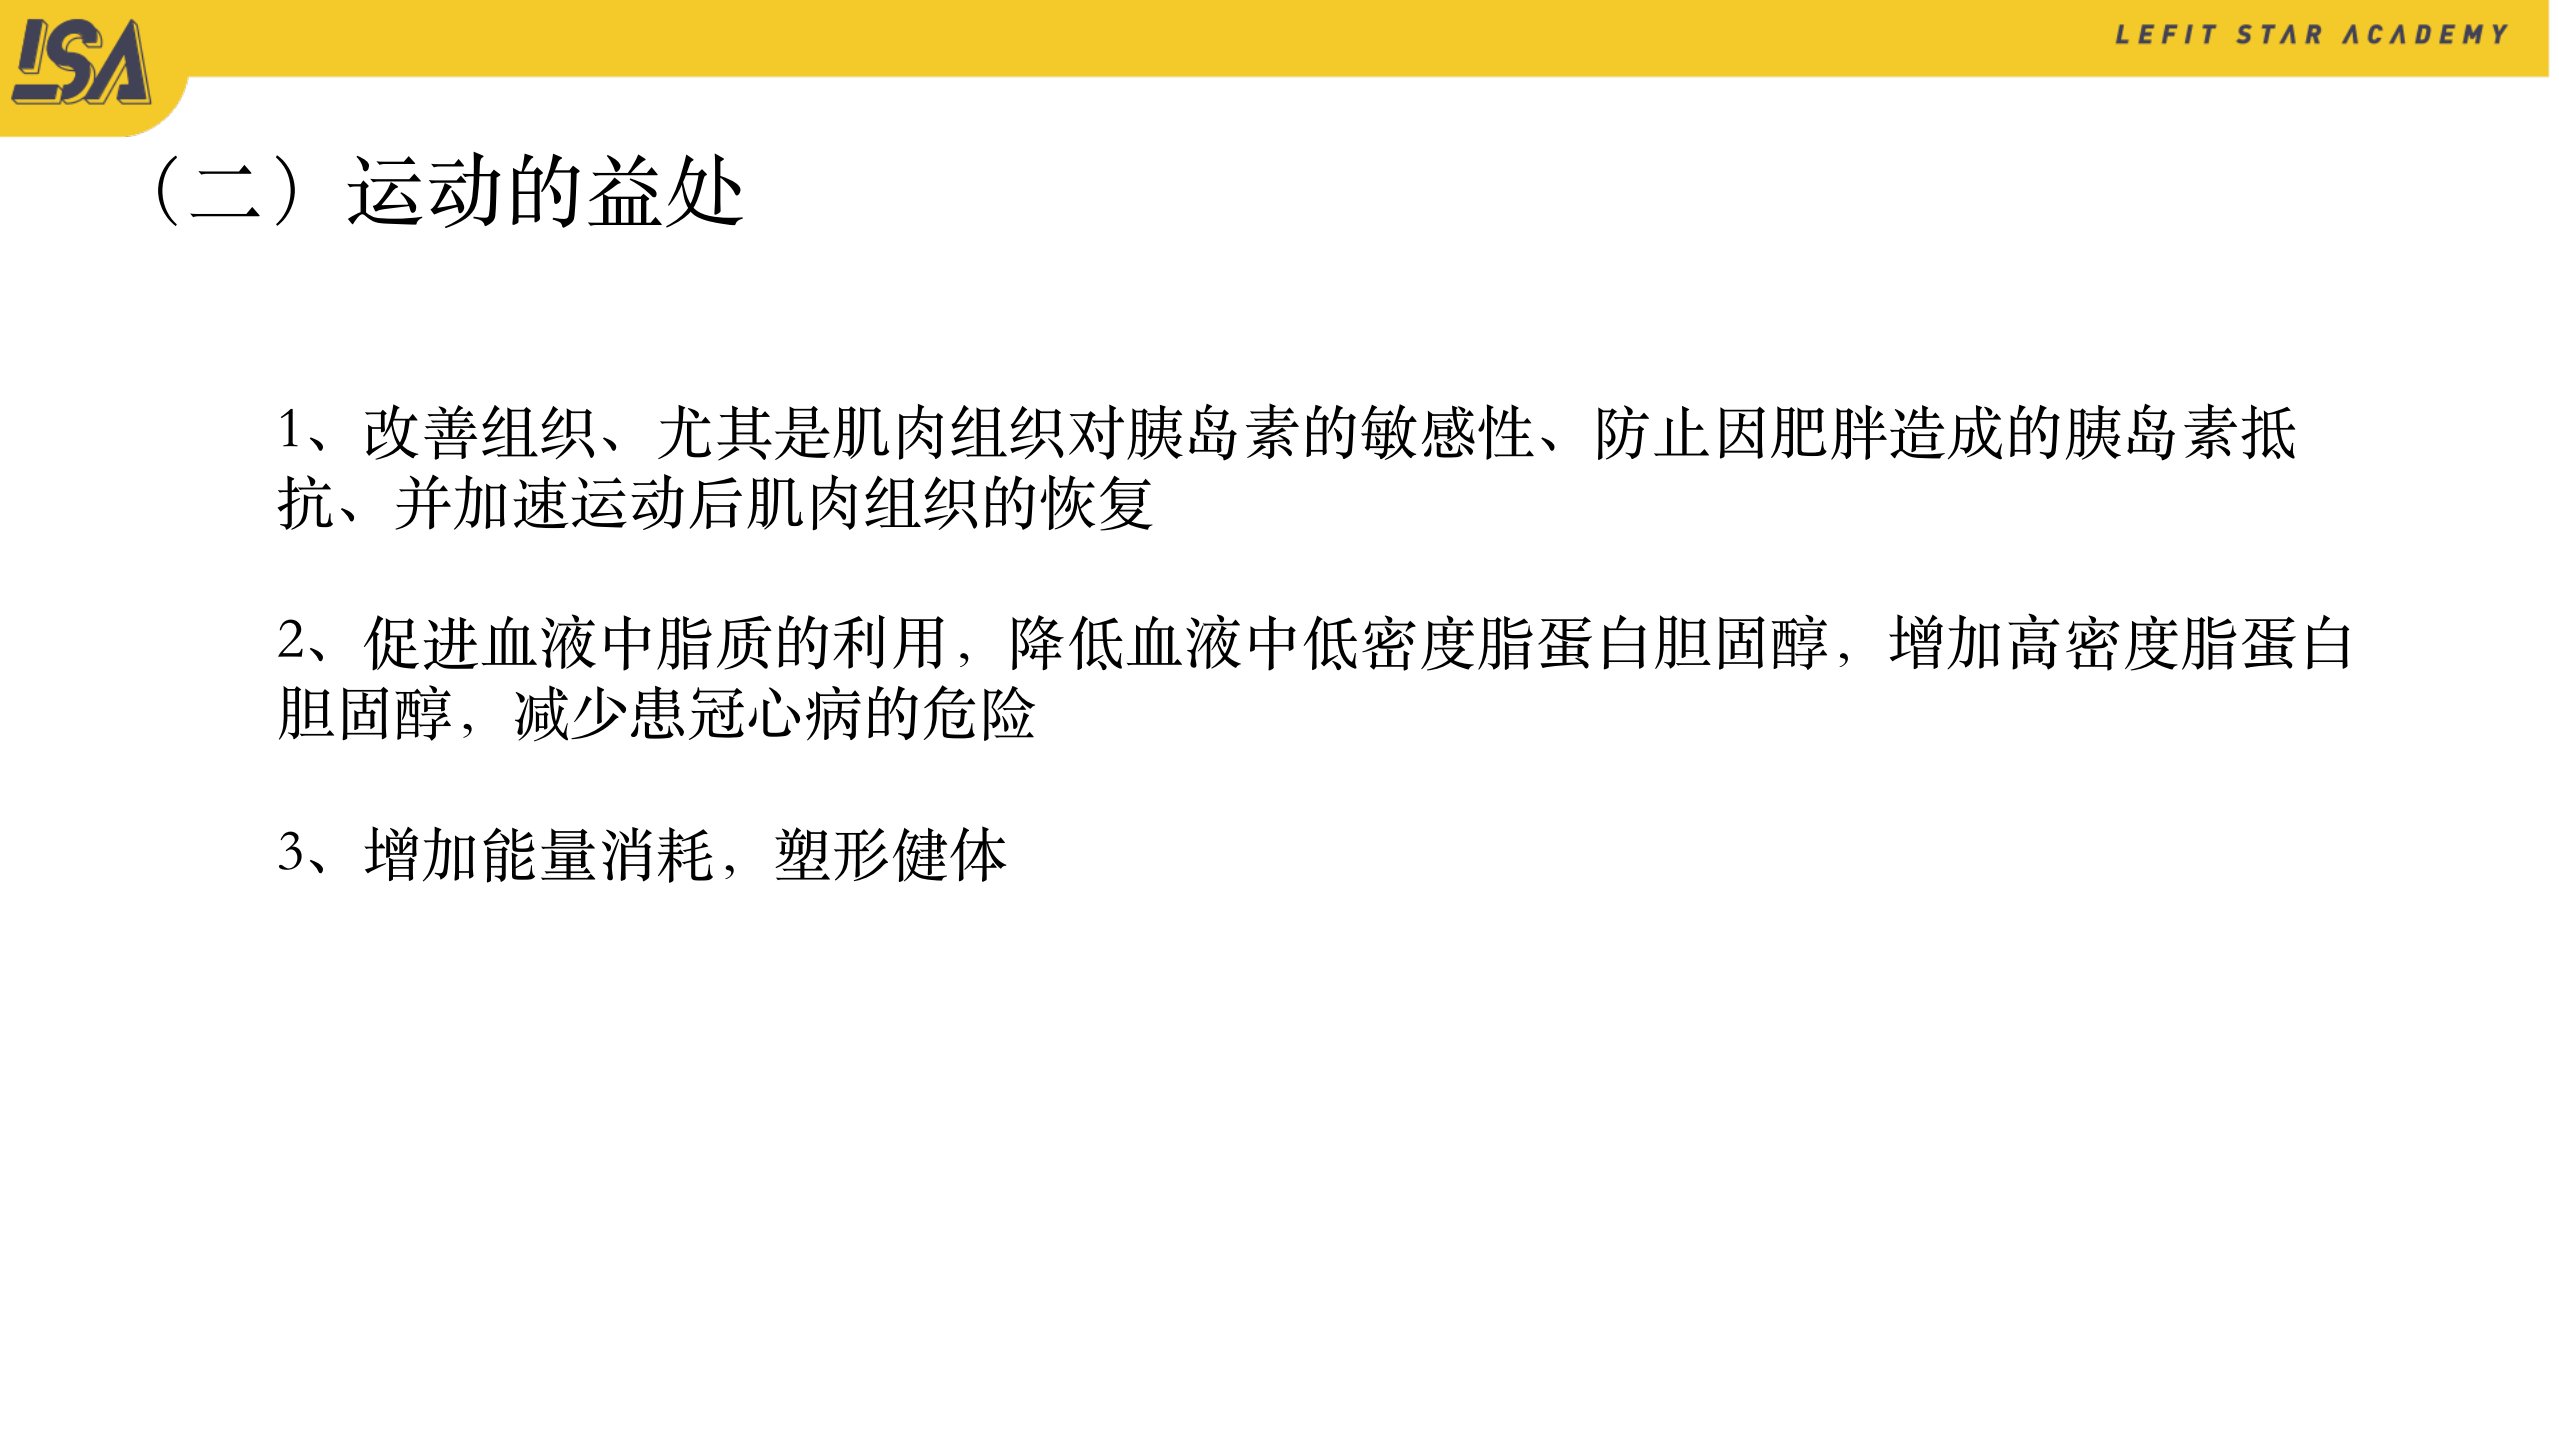 LSA
LEFIT STAR ACADEMY
（二）运动的益处
1、改善组织、尤其是肌肉组织对胰岛素的敏感性、防止因肥胖造成的胰岛素抵
抗、并加速运动后肌肉组织的恢复
2、促进血液中脂质的利用，降低血液中低密度脂蛋白胆固醇，增加高密度脂蛋白
胆固醇，减少患冠心病的危险
3、增加能量消耗，塑形健体